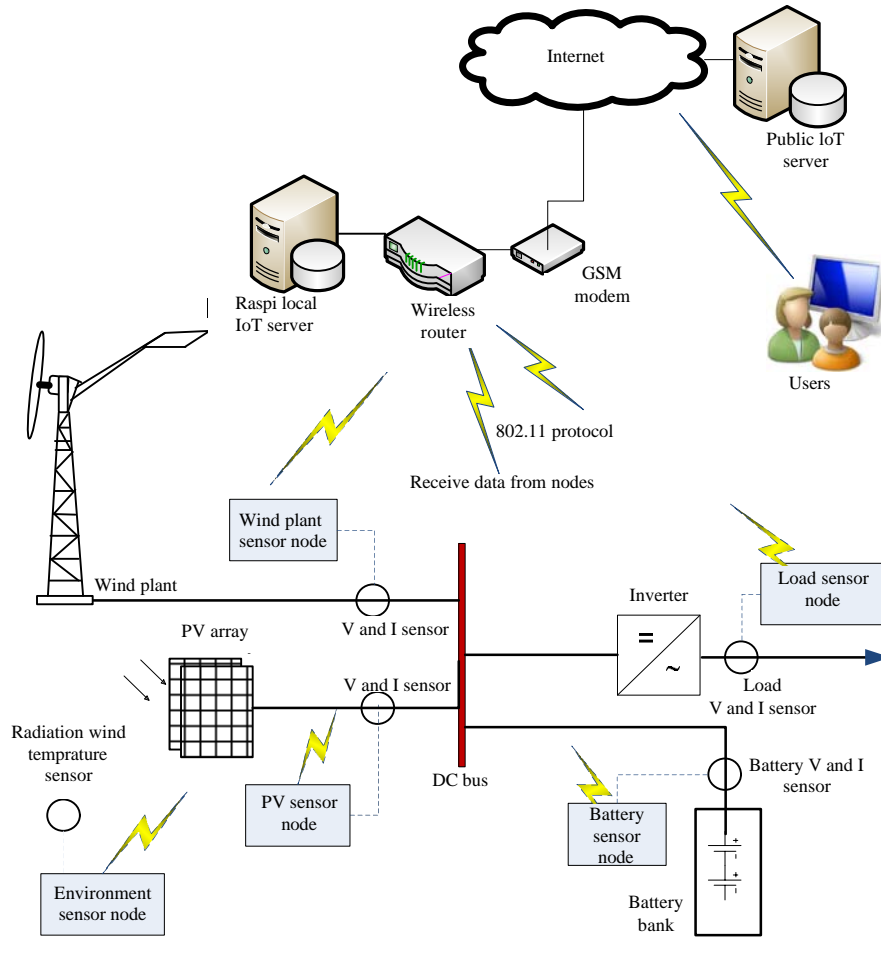 Internet
Public IoT
server
Raspi local
IoT server
Wireless
router
GSM
modem
Users
802.11 protocol
Receive data from nodes
Wind plant
sensor node
Load sensor
node
Wind plant
V and I sensor
Inverter
=
~
Load
V and I sensor
PV array
V and I sensor
Radiation wind
temprature
sensor
DC bus
PV sensor
node
Battery V and I
sensor
Battery
sensor
node
Environment
sensor node
Battery
bank
+
-
+
-